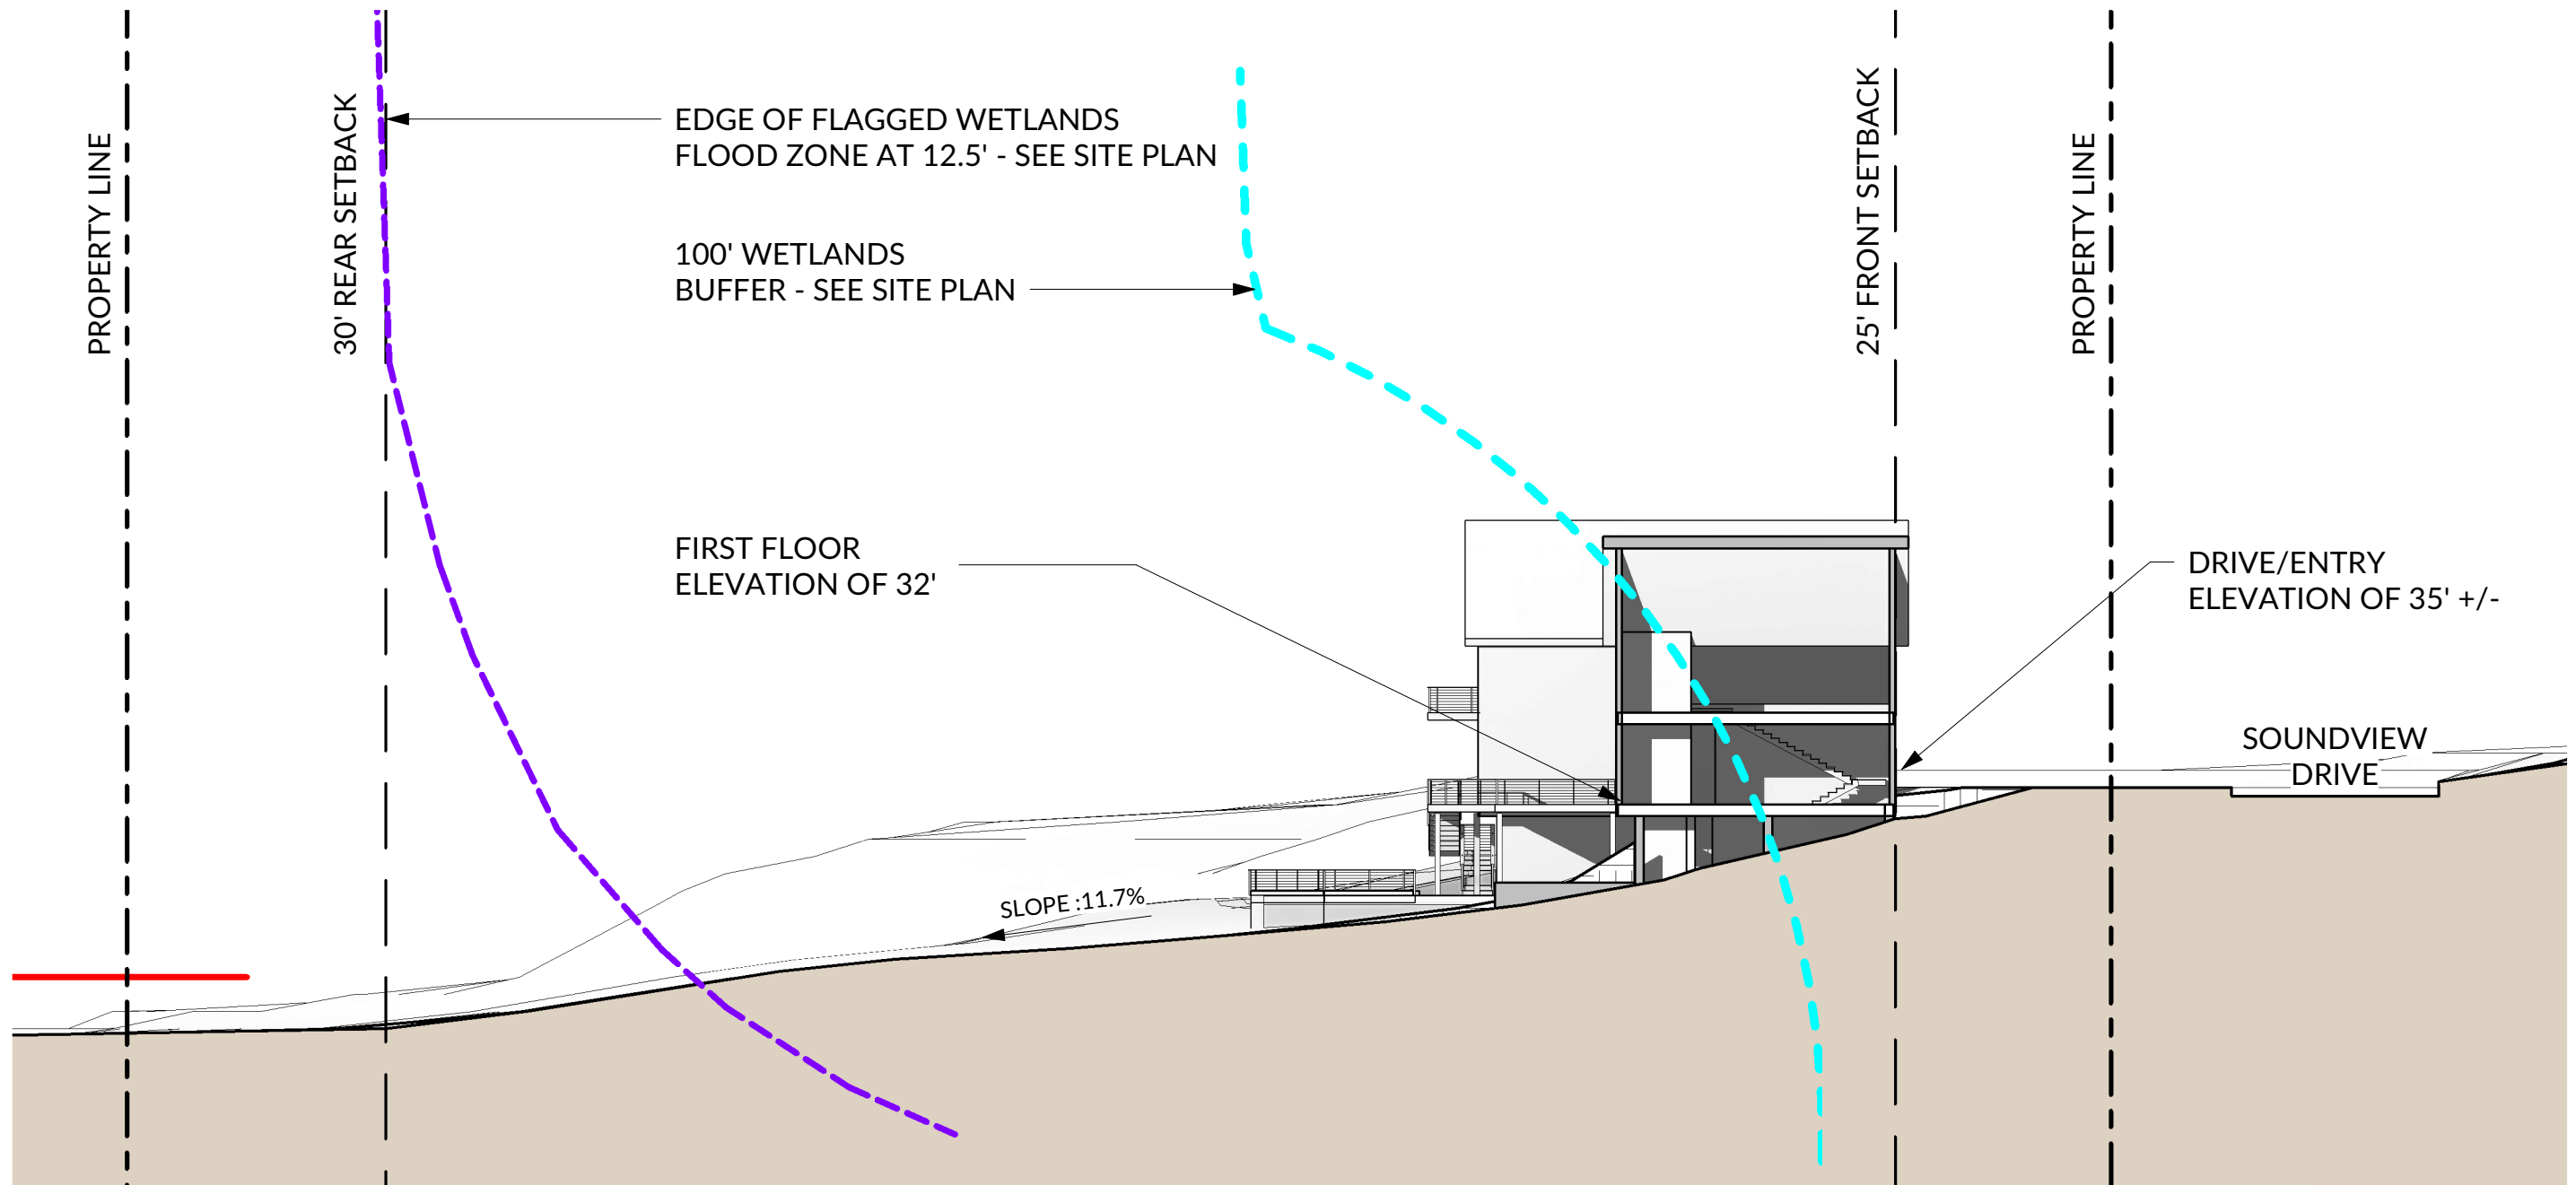 PROPERTY LINE
30' REAR SETBACK
EDGE OF FLAGGED WETLANDS
FLOOD ZONE AT 12.5' - SEE SITE PLAN
100' WETLANDS
BUFFER - SEE SITE PLAN
25' FRONT SETBACK
PROPERTY LINE
FIRST FLOOR
ELEVATION OF 32'
DRIVE/ENTRY
ELEVATION OF 35' +/-
SOUNDVIEW
DRIVE
SLOPE :11.7%